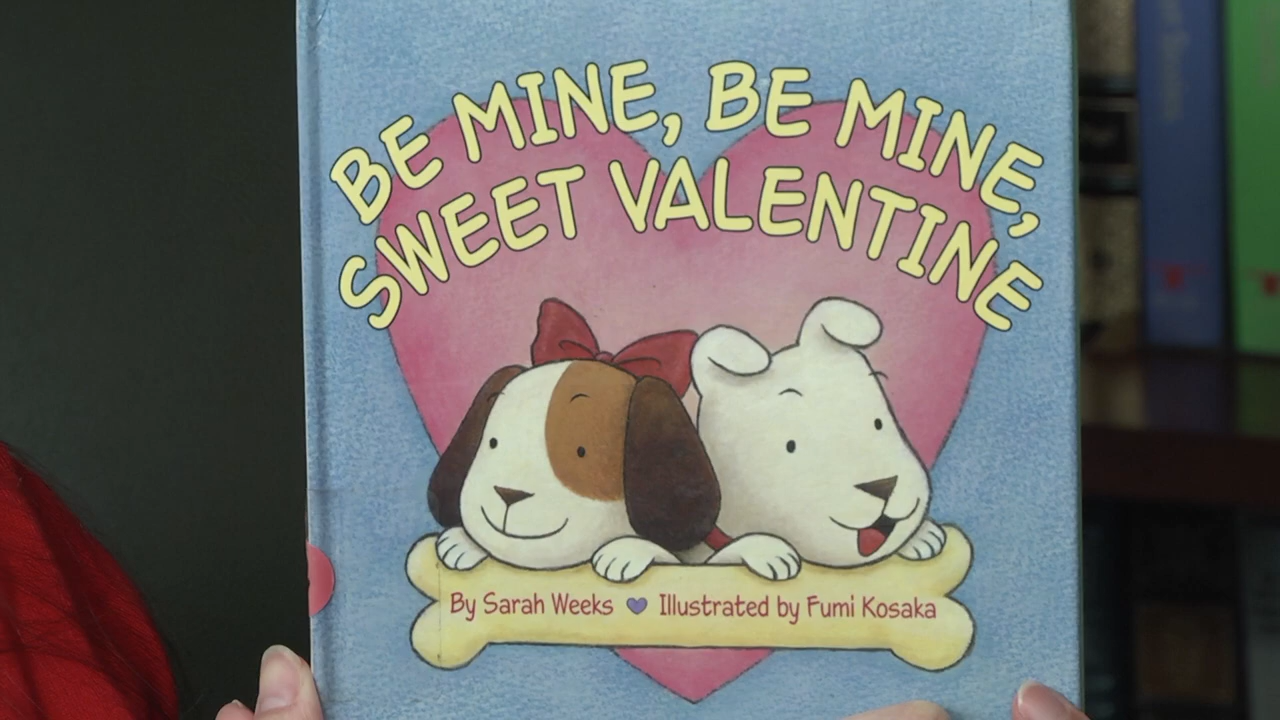 BE MINE, BE MINE,
SWEET VALENTINE
By Sarah Weeks 💜 Illustrated by Fumi Kosaka